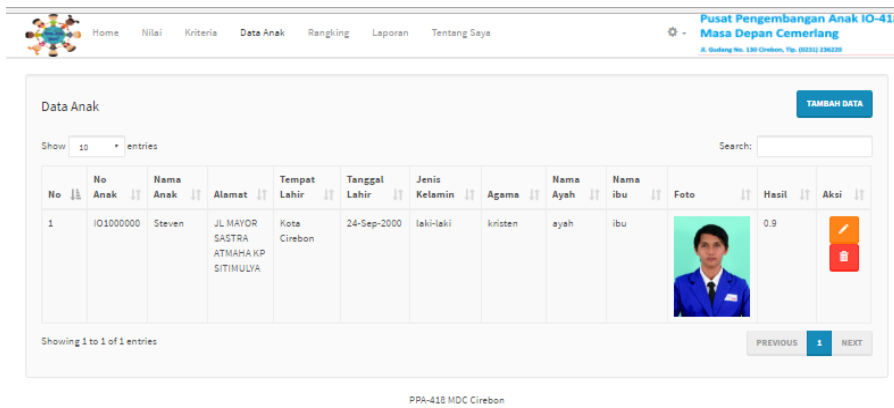 Pusat Pengembangan Anak IO-418
Home Nilai Kriteria Data Anak Rangking Laporan Tentang Saya
Masa Depan Cemerlang
Jl. Gudang No. 130 Cirebon, Tlp. (0231) 236220
Data Anak
TAMBAH DATA
Show 10 entries
Search:
No No Anak Nama Anak Alamat Tempat Lahir Tanggal Lahir Jenis Kelamin Agama Nama Ayah Nama ibu Foto Hasil Aksi
1 IO1000000 Steven JL MAYOR SASTRA ATMAHA KP SITIMULYA Kota Cirebon 24-Sep-2000 laki-laki kristen ayah ibu 0.9
Showing 1 to 1 of 1 entries
PREVIOUS 1 NEXT
PPA-418 MDC Cirebon